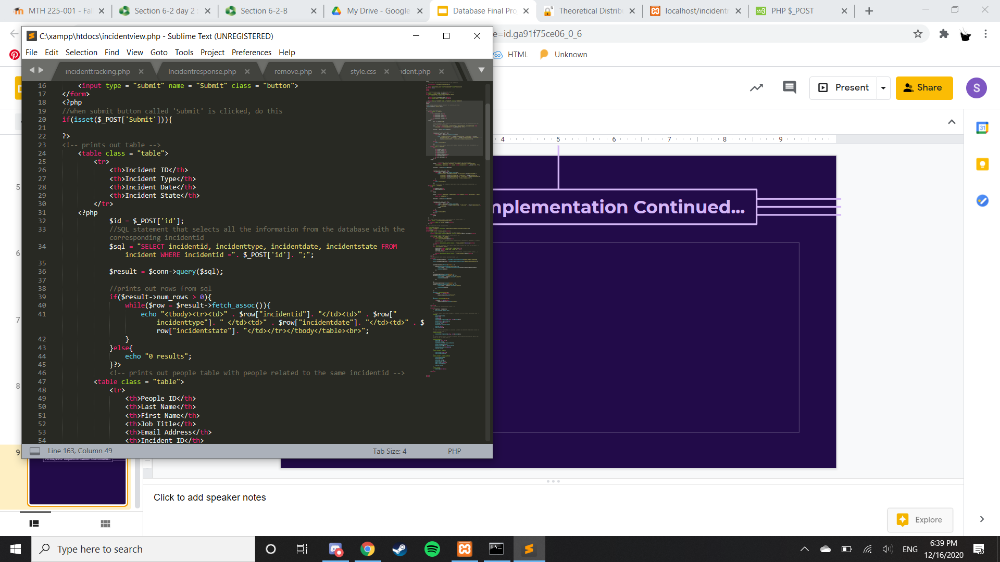 MTH 225-001 - Fal
Section 6-2 day 2
Section 6-2-B
My Drive - Google
Database Final Pro
Theoretical Distrib
localhost/incident
PHP $_POST
C:\xampp\htdocs\incidentview.php - Sublime Text (UNREGISTERED)
e=id.ga91f75ce06_0_6
File Edit Selection Find View Goto Tools Project Preferences Help
HTML
Unknown
incidenttracking.php
Incidentresponse.php
remove.php
style.css
ident.php
16 <input type = "submit" name = "Submit" class = "button">
17 </form>
18 <?php
19 //when submit button called 'Submit' is clicked, do this
20 if(isset($_POST['Submit'])){
21
22 ?>
23 <!-- prints out table -->
24 <table class = "table">
25 <tr>
26 <th>Incident ID</th>
27 <th>Incident Type</th>
28 <th>Incident Date</th>
29 <th>Incident State</th>
30 </tr>
31 <?php
32 $id = $_POST['id'];
33 //SQL statement that selects all the information from the database with the
corresponding incidentid
34 $sql = "SELECT incidentid, incidenttype, incidentdate, incidentstate FROM
incident WHERE incidentid =". $_POST['id']. ";";
35
36 $result = $conn->query($sql);
37
38 //prints out rows from sql
39 if($result->num_rows > 0){
40 while($row = $result->fetch_assoc()){
41 echo "<tbody><tr><td>" . $row["incidentid"]. "</td><td>" . $row["
incidenttype"]. " </td><td>" . $row["incidentdate"]. "</td><td>" . $
row["incidentstate"]. "</td></tr></tbody</table><br>";
42 }
43 }else{
44 echo "0 results";
45 }?>
46 <!-- prints out people table with people related to the same incidentid -->
47 <table class = "table">
48 <tr>
49 <th>People ID</th>
50 <th>Last Name</th>
51 <th>First Name</th>
52 <th>Job Title</th>
53 <th>Email Address</th>
54 <th>Incident ID</th>
Line 163, Column 49
Tab Size: 4
PHP
Present
Share
S
31
4 5 6 7 8 9
mplementation Continued...
5
6
7
8
9
HTML/PHP Implementation Continued...
Click to add speaker notes
Explore
Type here to search
ENG
6:39 PM
12/16/2020